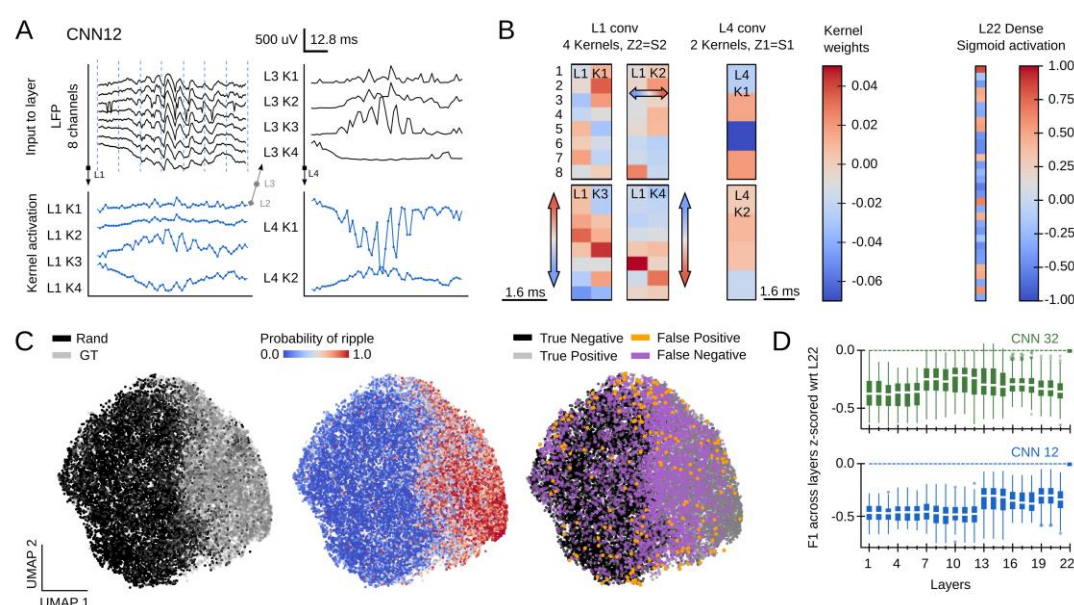 A
CNN12
500 uV
12.8 ms
Input to layer
LFP
8 channels
L3 K1
L3 K2
L3 K3
L3 K4
L1
L4
L3
L2
Kernel activation
L1 K1
L1 K2
L1 K3
L1 K4
L4 K1
L4 K2
B
L1 conv
4 Kernels, Z2=S2
L4 conv
2 Kernels, Z1=S1
Kernel
weights
L22 Dense
Sigmoid activation
1
2
3
4
5
6
7
8
L1 K1
L1 K2
L1 K3
L1 K4
L4
K1
L4
K2
1.6 ms
1.6 ms
0.04
0.02
0.00
-0.02
-0.04
-0.06
1.00
0.75
0.50
0.25
0.00
-0.25
-0.50
-0.75
-1.00
C
Rand
GT
Probability of ripple
0.0
1.0
True Negative
False Positive
True Positive
False Negative
UMAP 2
UMAP 1
D
F1 across layers z-scored wrt L22
CNN 32
0.0
-0.5
CNN 12
0.0
-0.5
1 4 7 10 13 16 19 22
Layers